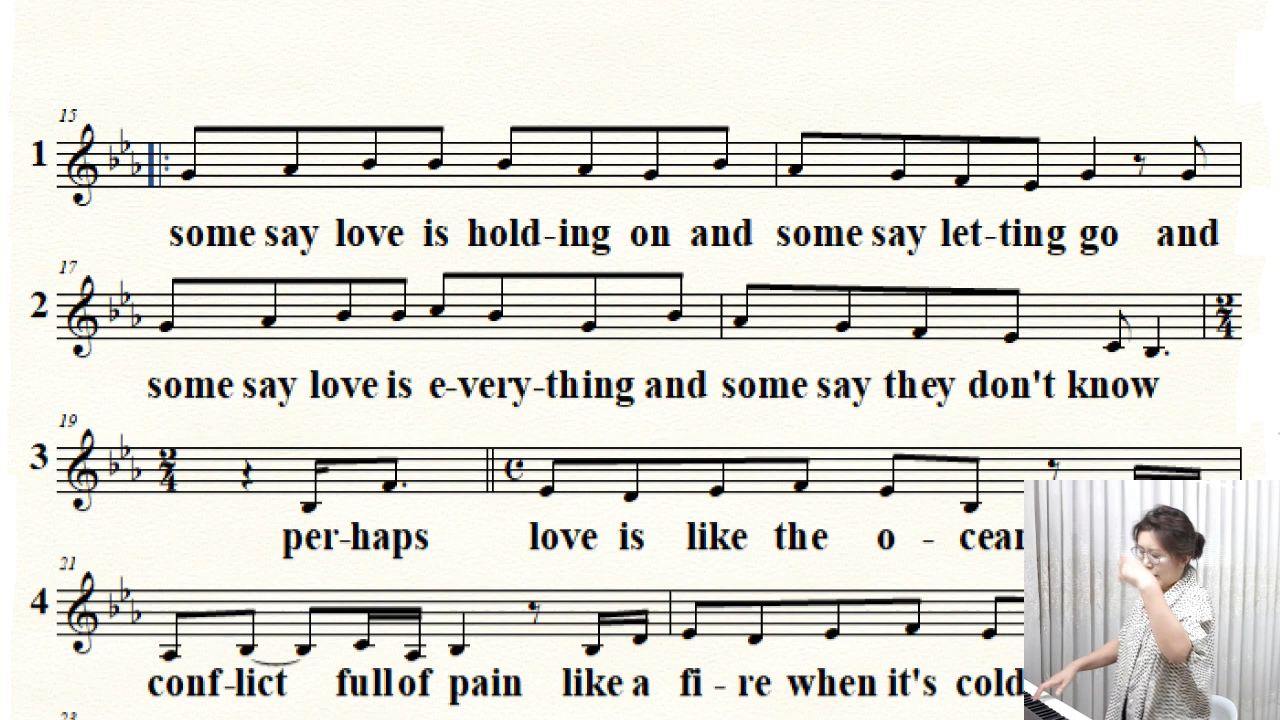 15
1
some say love is hold-ing on and some say let-ting go and
17
2
some say love is e-very-thing and some say they don't know
19
3
per-haps love is like the o - cean
21
4
conf-lict full of pain like a fi - re when it's cold
23